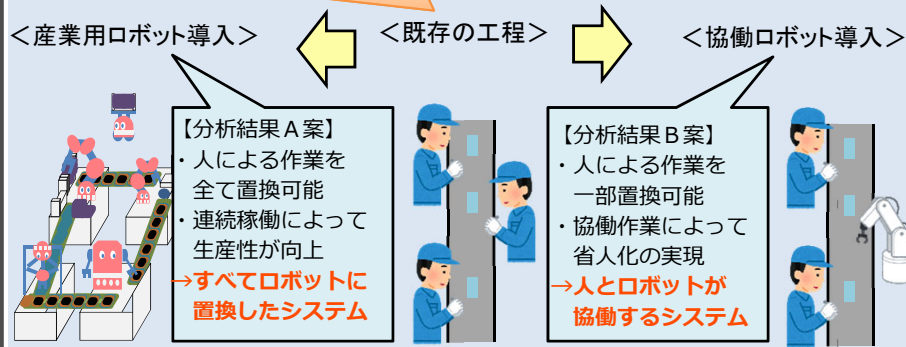 ＜産業用ロボット導入＞
＜既存の工程＞
＜協働ロボット導入＞
【分析結果Ａ案】
・人による作業を
全て置換可能
・連続稼働によって
生産性が向上
→すべてロボットに
置換したシステム
【分析結果Ｂ案】
・人による作業を
一部置換可能
・協働作業によって
省人化の実現
→人とロボットが
協働するシステム